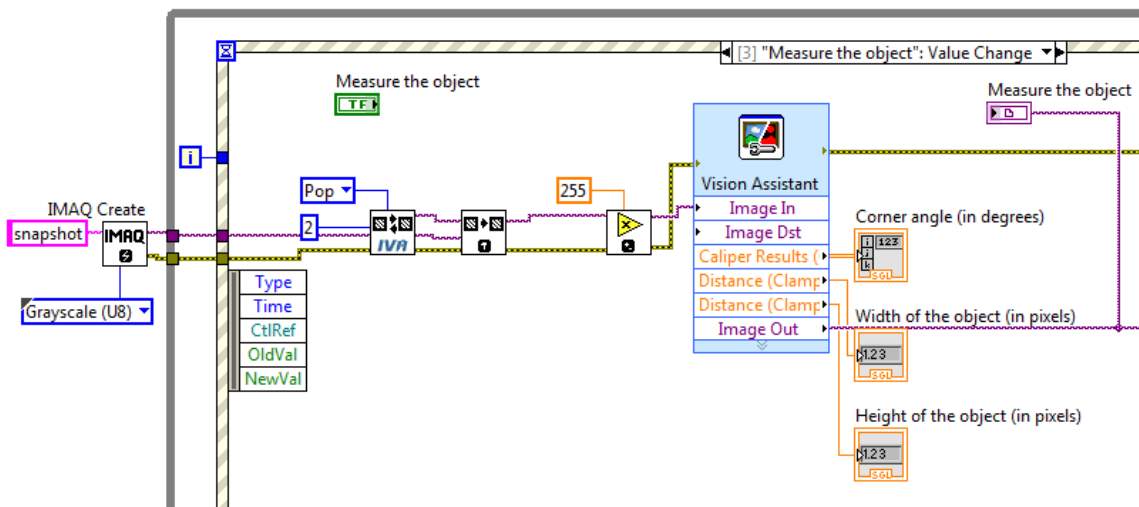 [3] "Measure the object": Value Change
Measure the object
TF
Measure the object
i
Pop
255
Vision Assistant
IMAQ Create
snapshot
IMAQ
2
IVA
Image In
Image Dst
Corner angle (in degrees)
Caliper Results (
i
123
j
k
SGL
Type
Distance (Clamp
Grayscale (U8)
Time
Distance (Clamp
CtlRef
Image Out
Width of the object (in pixels)
OldVal
1.23
NewVal
SGL
Height of the object (in pixels)
1.23
SGL